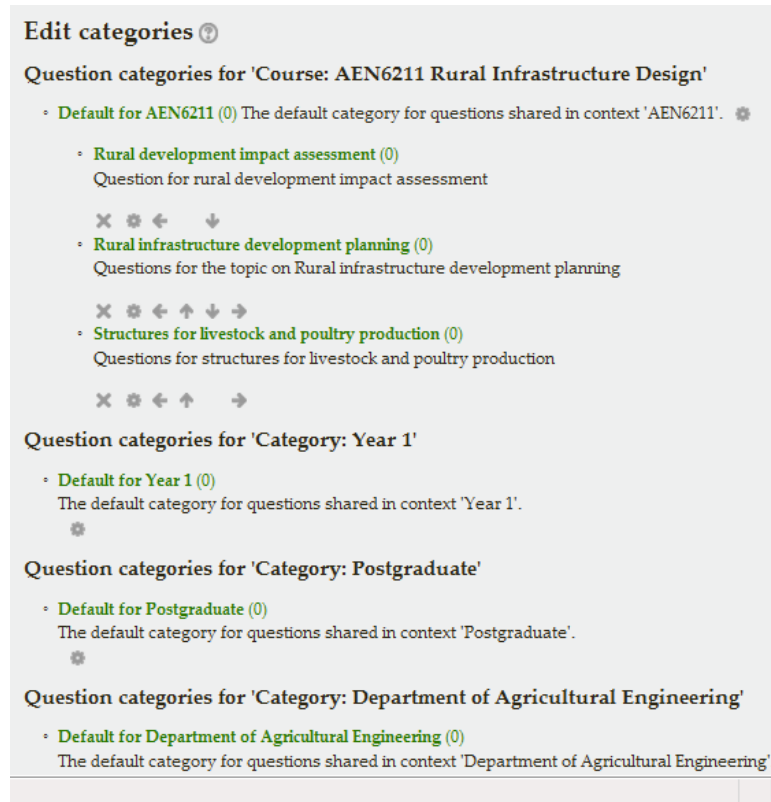 Edit categories
Question categories for 'Course: AEN6211 Rural Infrastructure Design'
Default for AEN6211 (0) The default category for questions shared in context 'AEN6211'.
Rural development impact assessment (0)
Question for rural development impact assessment
Rural infrastructure development planning (0)
Questions for the topic on Rural infrastructure development planning
Structures for livestock and poultry production (0)
Questions for structures for livestock and poultry production
Question categories for 'Category: Year 1'
Default for Year 1 (0)
The default category for questions shared in context 'Year 1'.
Question categories for 'Category: Postgraduate'
Default for Postgraduate (0)
The default category for questions shared in context 'Postgraduate'.
Question categories for 'Category: Department of Agricultural Engineering'
Default for Department of Agricultural Engineering (0)
The default category for questions shared in context 'Department of Agricultural Engineering'